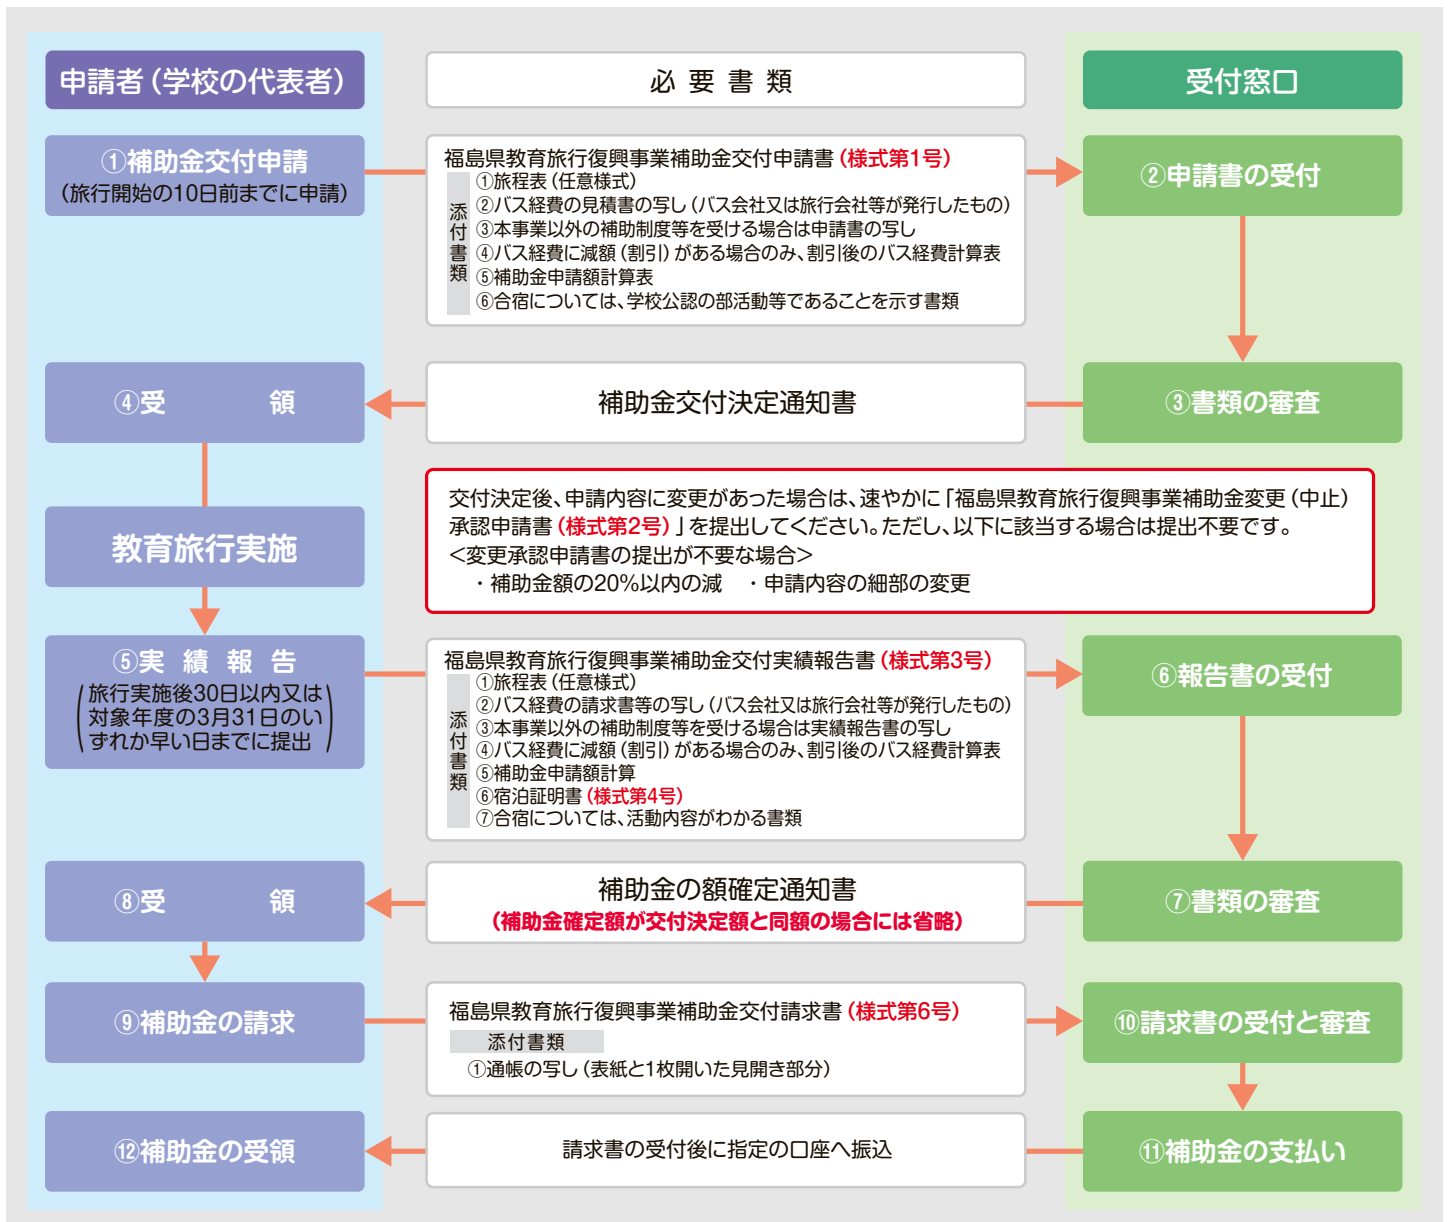 申請者（学校の代表者）
必要書類
受付窓口
①補助金交付申請
（旅行開始の10日前までに申請）
福島県教育旅行復興事業補助金交付申請書（様式第1号）
添付書類
①旅程表（任意様式）
②バス経費の見積書の写し（バス会社又は旅行会社等が発行したもの）
③本事業以外の補助制度等を受ける場合は申請書の写し
④バス経費に減額（割引）がある場合のみ、割引後のバス経費計算表
⑤補助金申請額計算表
⑥合宿については、学校公認の部活動等であることを示す書類
②申請書の受付
④受　領
補助金交付決定通知書
③書類の審査
教育旅行実施
交付決定後、申請内容に変更があった場合は、速やかに「福島県教育旅行復興事業補助金変更（中止）
承認申請書（様式第2号）」を提出してください。ただし、以下に該当する場合は提出不要です。
＜変更承認申請書の提出が不要な場合＞
・補助金額の20％以内の減　・申請内容の細部の変更
⑤実績報告
（旅行実施後30日以内又は
対象年度の3月31日のい
ずれか早い日までに提出）
福島県教育旅行復興事業補助金交付実績報告書（様式第3号）
添付書類
①旅程表（任意様式）
②バス経費の請求書等の写し（バス会社又は旅行会社等が発行したもの）
③本事業以外の補助制度等を受ける場合は実績報告書の写し
④バス経費に減額（割引）がある場合のみ、割引後のバス経費計算表
⑤補助金申請額計算
⑥宿泊証明書（様式第4号）
⑦合宿については、活動内容がわかる書類
⑥報告書の受付
⑧受　領
補助金の額確定通知書
（補助金確定額が交付決定額と同額の場合には省略）
⑦書類の審査
⑨補助金の請求
福島県教育旅行復興事業補助金交付請求書（様式第6号）
添付書類
①通帳の写し（表紙と1枚開いた見開き部分）
⑩請求書の受付と審査
⑫補助金の受領
請求書の受付後に指定の口座へ振込
⑪補助金の支払い